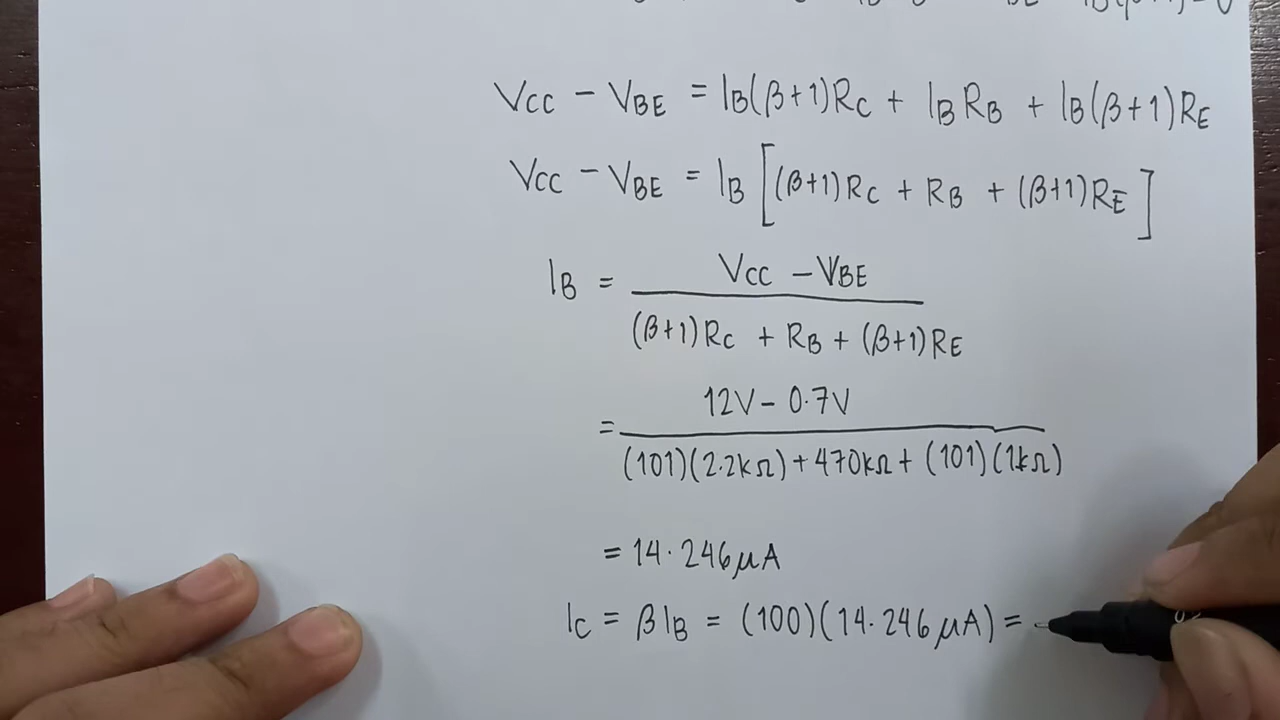 VCC - VBE = IB(β+1)RC + IBRB + IB(β+1)RE
VCC - VBE = IB [(β+1)RC + RB + (β+1)RE]
IB = VCC - VBE
(β+1)RC + RB + (β+1)RE
= 12V - 0.7V
(101)(2.2kΩ) + 470kΩ + (101)(1kΩ)
= 14.246μA
IC = βIB = (100)(14.246μA) =